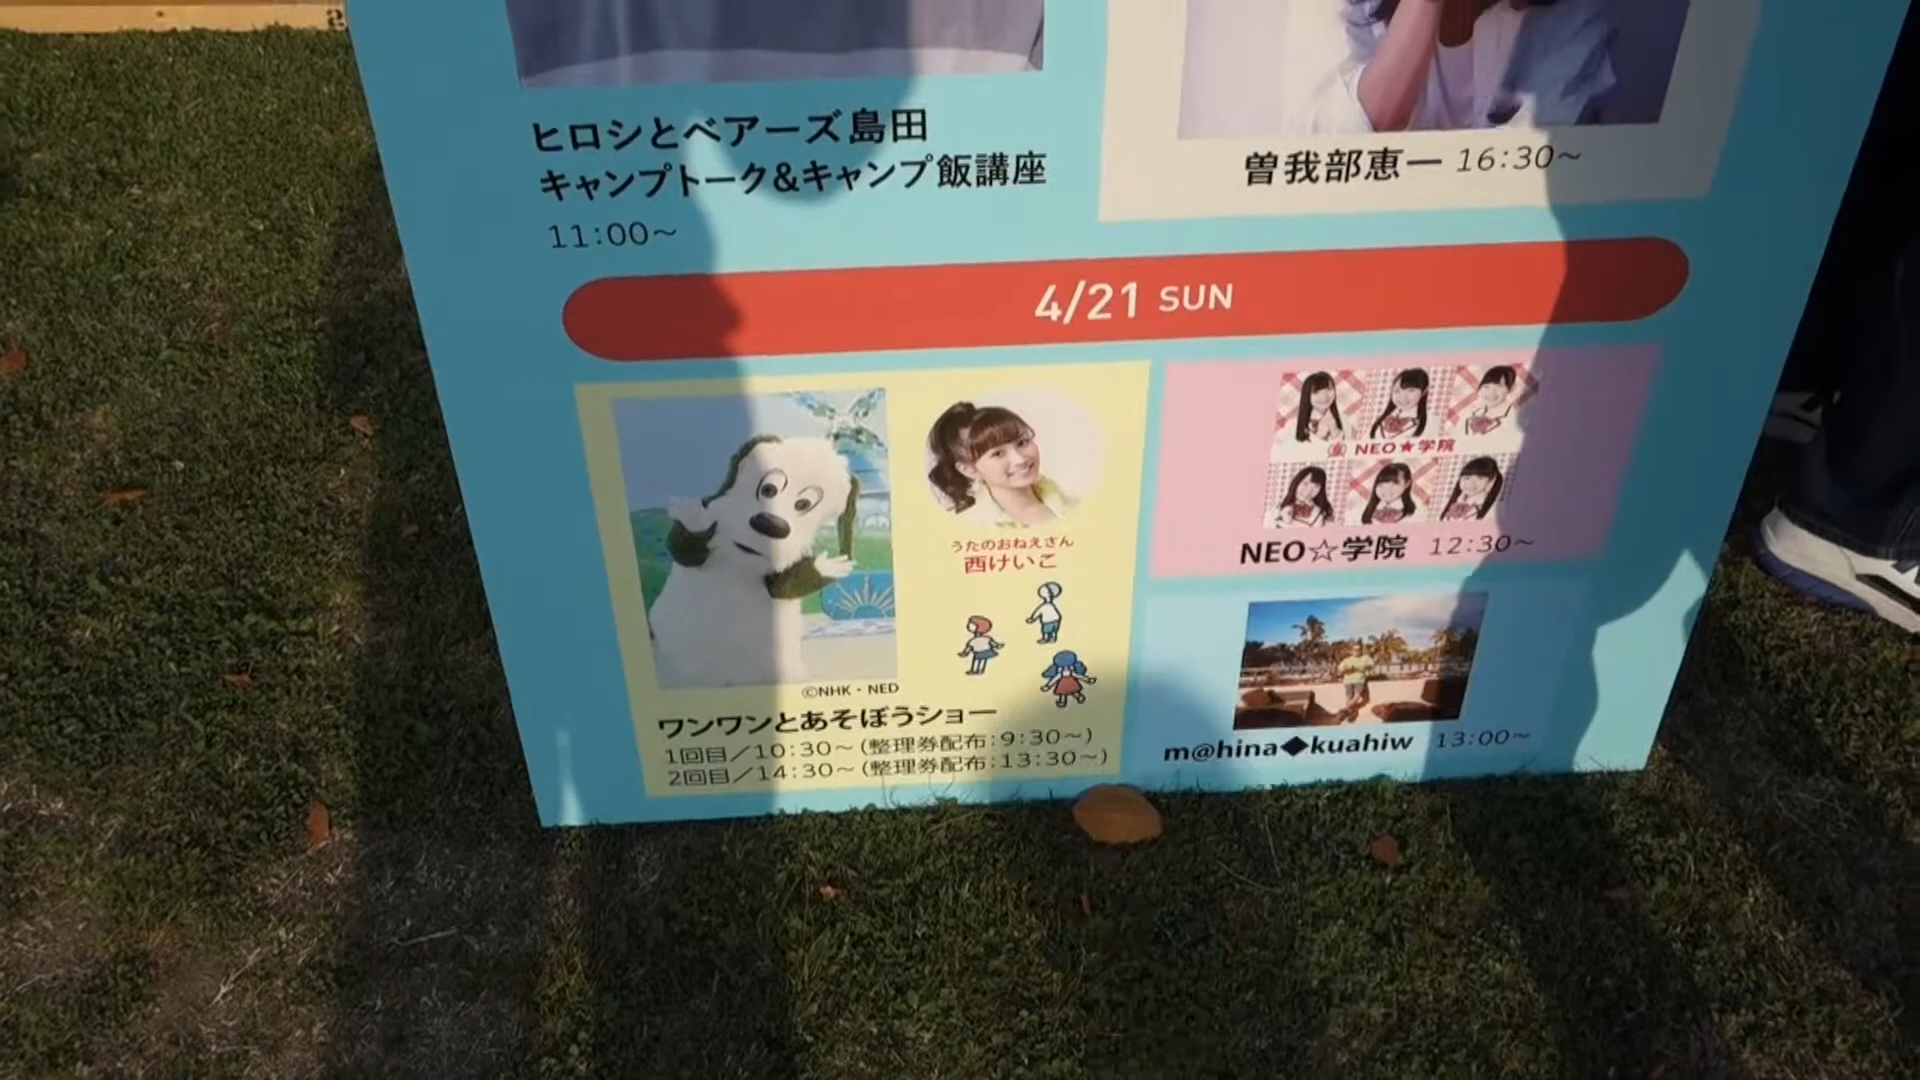 ヒロシとベアーズ島田
キャンプトーク&キャンプ飯講座
11:00～
曽我部恵一 16:30～
4/21 SUN
うたのおねえさん
西けいこ
©NHK・NED
ワンワンとあそぼうショー
1回目／10:30～(整理券配布:9:30～)
2回目／14:30～(整理券配布:13:30～)
NEO★学院
NEO☆学院 12:30～
m@hina◆kuahiw 13:00～